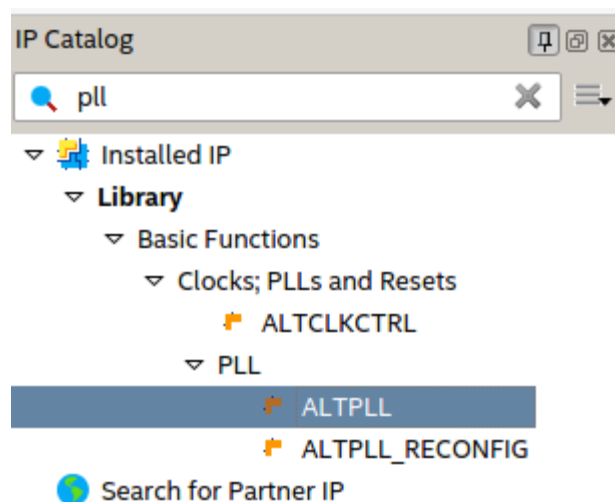 IP Catalog
pll
Installed IP
Library
Basic Functions
Clocks; PLLs and Resets
ALTCLKCTRL
PLL
ALTPLL
ALTPLL_RECONFIG
Search for Partner IP